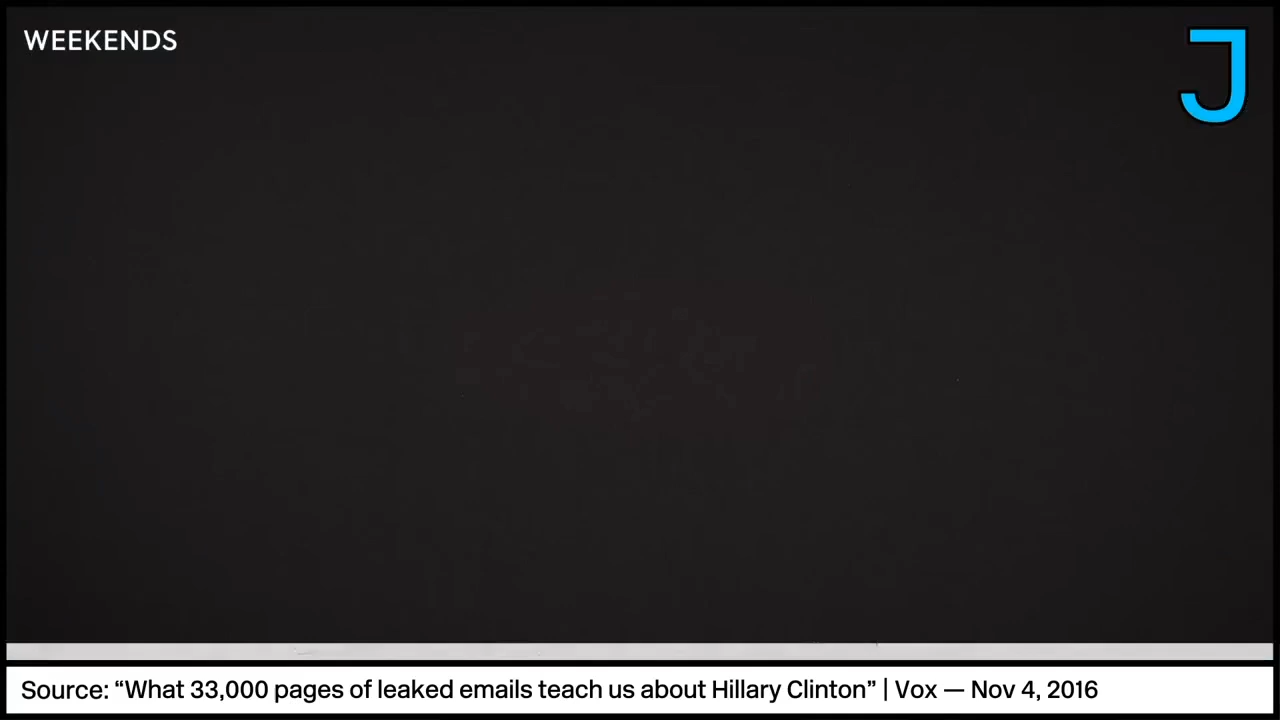 WEEKENDS
J
Source: “What 33,000 pages of leaked emails teach us about Hillary Clinton” | Vox — Nov 4, 2016